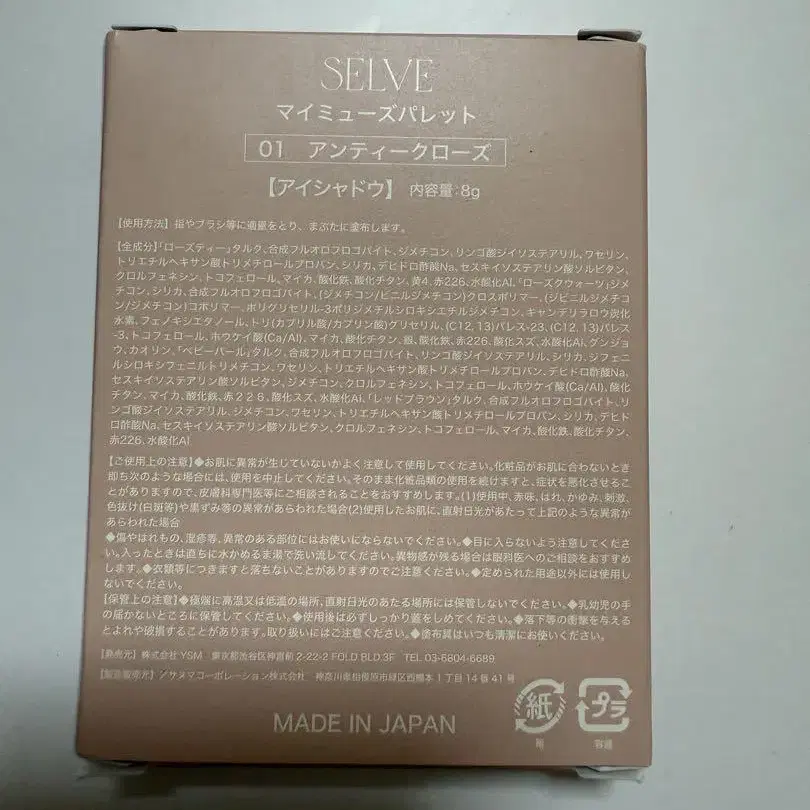 SELVE
マイミューズパレット
01 アンティークローズ
【アイシャドウ】 内容量:8g
【使用方法】指やブラシ等に適量をとり、まぶたに塗布します。
【全成分】「ローズティー」タルク、合成フルオロフロゴパイト、ジメチコン、リンゴ酸ジイソステアリル、ワセリン、
トリエチルヘキサン酸トリメチロールプロパン、シリカ、デヒドロ酢酸Na、セスキイソステアリン酸ソルビタン、
クロルフェネシン、トコフェロール、マイカ、酸化鉄、酸化チタン、黄4、赤226、水酸化Al、「ローズクウォーツ」ジメ
チコン、シリカ、合成フルオロフロゴパイト、(ジメチコン/ビニルジメチコン)クロスポリマー、(ジビニルジメチコ
ン/ジメチコン)コポリマー、ポリグリセリル-3ポリジメチルシロキシエチルジメチコン、キャンデリラロウ炭化
水素、フェノキシエタノール、トリ(カプリル酸/カプリン酸)グリセリル、(C12,13)パレス-23、(C12,13)パレス
-3、トコフェロール、ホウケイ酸(Ca/Al)、マイカ、酸化チタン、銀、酸化鉄、赤226、酸化スズ、水酸化Al、グンジョ
ウ、カオリン、「ベビーパール」タルク、合成フルオロフロゴパイト、リンゴ酸ジイソステアリル、シリカ、ジフェニ
ルシロキシフェニルトリメチコン、ワセリン、トリエチルヘキサン酸トリメチロールプロパン、デヒドロ酢酸Na、
セスキイソステアリン酸ソルビタン、ジメチコン、クロルフェネシン、トコフェロール、ホウケイ酸(Ca/Al)、酸化
チタン、マイカ、酸化鉄、赤226、酸化スズ、水酸化Al、「レッドブラウン」タルク、合成フルオロフロゴパイト、リ
ンゴ酸ジイソステアリル、ジメチコン、ワセリン、トリエチルヘキサン酸トリメチロールプロパン、シリカ、デヒド
ロ酢酸Na、セスキイソステアリン酸ソルビタン、クロルフェネシン、トコフェロール、マイカ、酸化鉄、酸化チタン、
赤226、水酸化Al
【ご使用上の注意】◆お肌に異常が生じていないかよく注意して使用してください。化粧品がお肌に合わないとき
即ち次のような場合には、使用を中止してください。そのまま化粧品類の使用を続けますと、症状を悪化させるこ
とがありますので、皮膚科専門医等にご相談されることをおすすめします。(1)使用中、赤味、はれ、かゆみ、刺激、
色抜け(白斑等)や黒ずみ等の異常があらわれた場合(2)使用したお肌に、直射日光があたって上記のような異常が
あらわれた場合
◆傷やはれもの、湿疹等、異常のある部位にはお使いにならないでください。◆目に入らないよう注意してくださ
い。入ったときは直ちに水かぬるま湯で洗い流してください。異物感が残る場合は眼科医へのご相談をおすすめ
します。◆衣類等につきますと落ちないことがありますのでご注意ください。◆定められた用途以外には使用し
ないでください。
【保管上の注意】◆極端に高温又は低温の場所、直射日光のあたる場所には保管しないでください。◆乳幼児の手
の届かないところに保管してください。◆使用後は必ずしっかり蓋をしめてください。◆落下等の衝撃を与える
とよれや破損することがあります。取り扱いにはご注意ください。◆塗布具はいつも清潔にお使いください。
【発売元】株式会社YSM 東京都渋谷区神宮前2-22-2 FOLD BLD.3F TEL 03-6804-6689
【製造販売元】ノサヌマコーポレーション株式会社 神奈川県相模原市緑区西橋本1丁目14番41号
MADE IN JAPAN
紙
プラ
容器